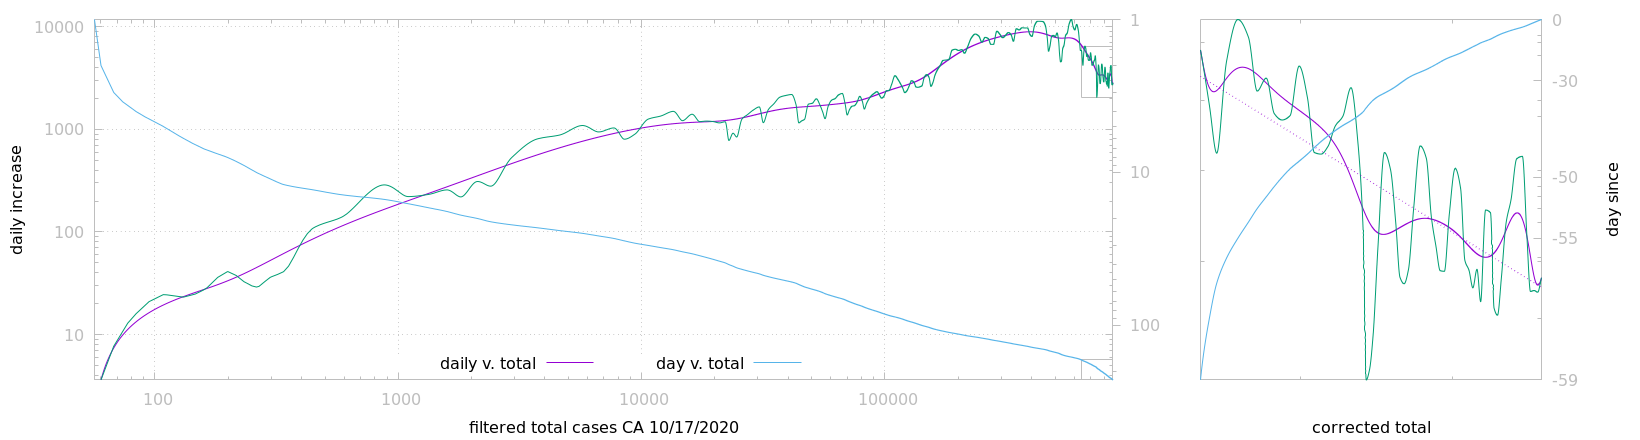 10000
1000
100
10
daily increase
daily v. total
day v. total
100
1000
10000
100000
filtered total cases CA 10/17/2020
1
10
100
0
-30
-50
-55
-59
day since
corrected total